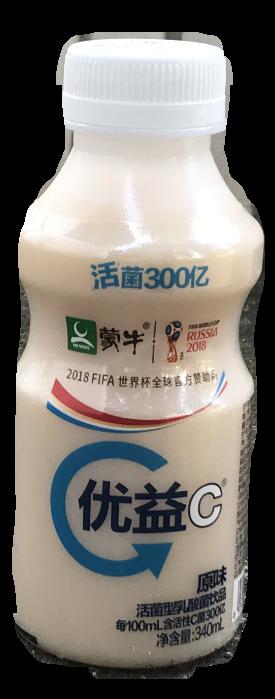 活菌300亿
蒙牛® FIFA WORLD CUP
RUSSIA
2018
2018 FIFA 世界杯全球官方赞助商
优益C®
原味
活菌型乳酸菌饮品
每100mL含活性C菌300亿
净含量:340mL